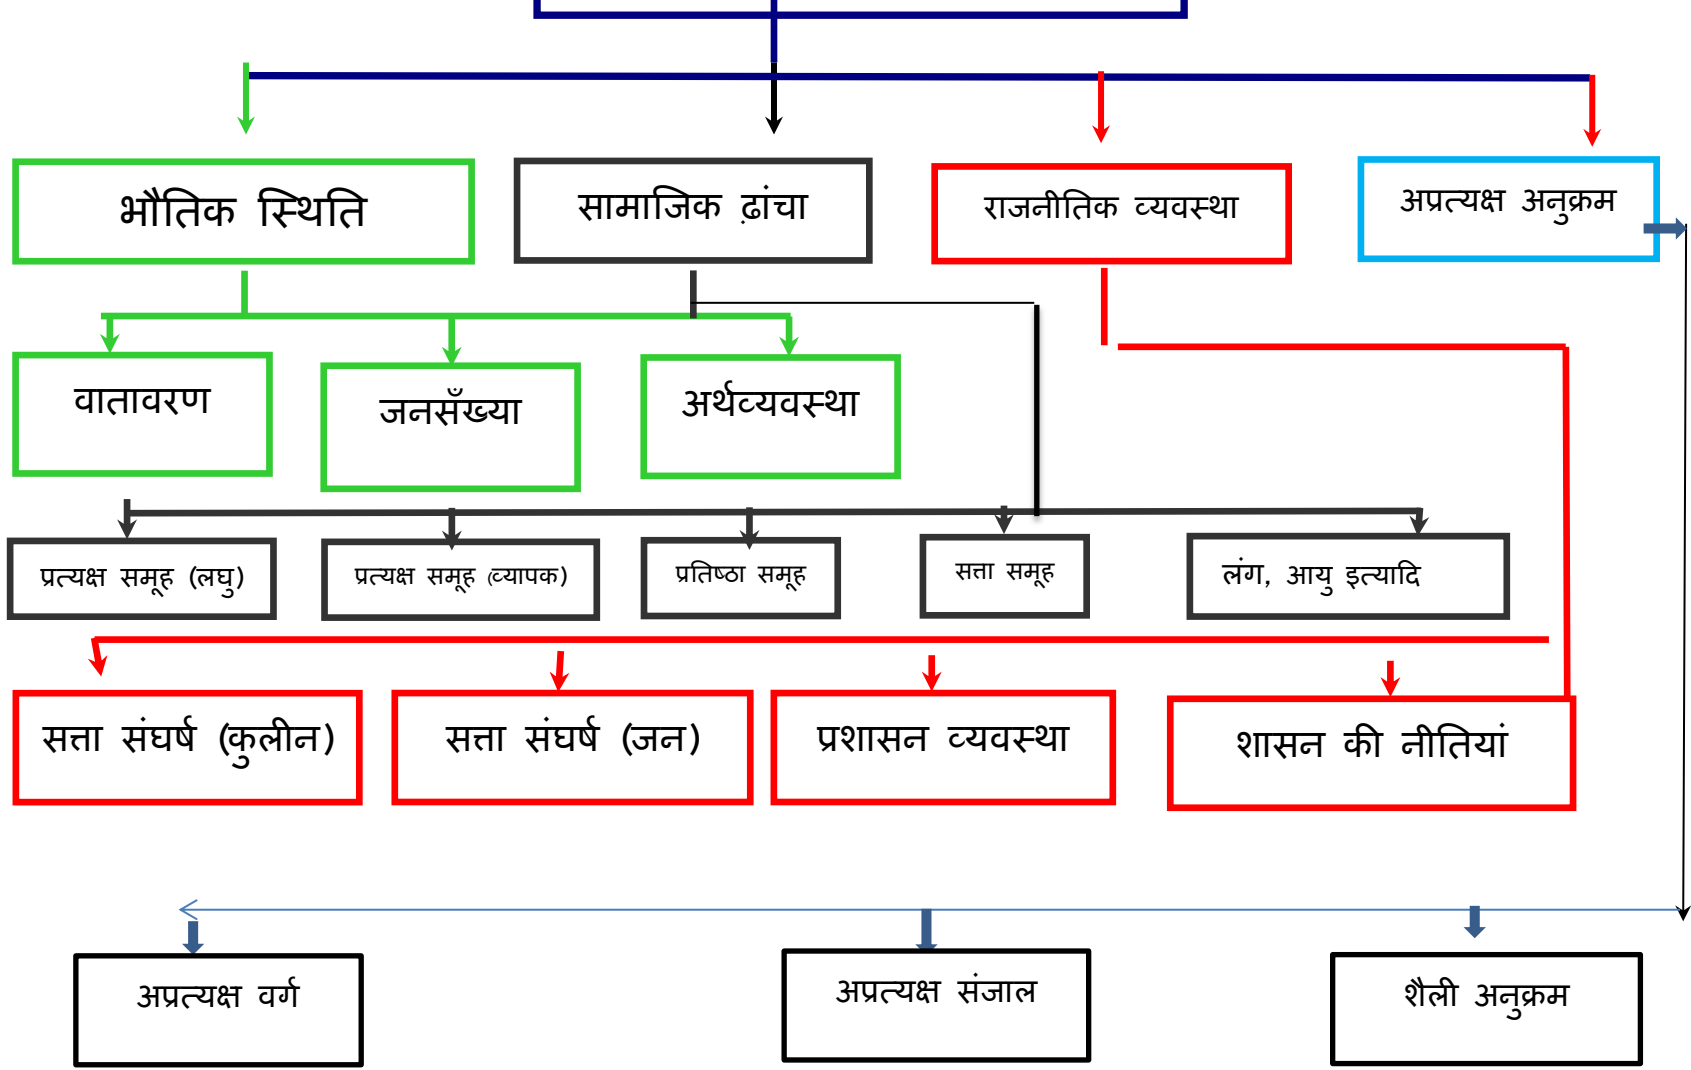 भौतिक स्थिति
सामाजिक ढ़ांचा
राजनीतिक व्यवस्था
अप्रत्यक्ष अनुक्रम
वातावरण
जनसँख्या
अर्थव्यवस्था
प्रत्यक्ष समूह (लघु)
प्रत्यक्ष समूह (व्यापक)
प्रतिष्ठा समूह
सत्ता समूह
लंग, आयु इत्यादि
सत्ता संघर्ष (कुलीन)
सत्ता संघर्ष (जन)
प्रशासन व्यवस्था
शासन की नीतियां
अप्रत्यक्ष वर्ग
अप्रत्यक्ष संजाल
शैली अनुक्रम